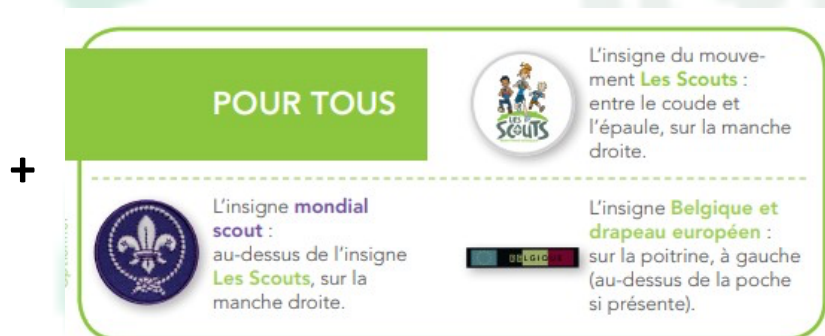 +
POUR TOUS
L'insigne du mouve-
ment Les Scouts :
entre le coude et
l'épaule, sur la manche
droite.
LES
SCOUTS
L'insigne mondial
scout :
au-dessus de l'insigne
Les Scouts, sur la
manche droite.
BELGIQUE
L'insigne Belgique et
drapeau européen :
sur la poitrine, à gauche
(au-dessus de la poche
si présente).